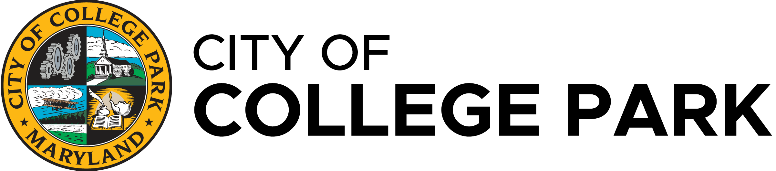 CITY OF COLLEGE PARK
MARYLAND
CITY OF
COLLEGE PARK